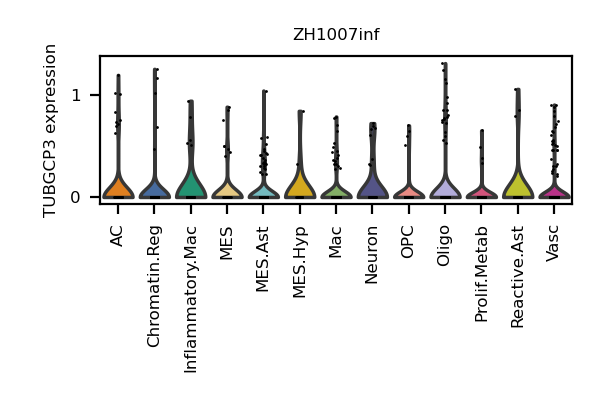 ZH1007inf
TUBGCP3 expression
1
0
AC
Chromatin.Reg
Inflammatory.Mac
MES
MES.Ast
MES.Hyp
Mac
Neuron
OPC
Oligo
Prolif.Metab
Reactive.Ast
Vasc